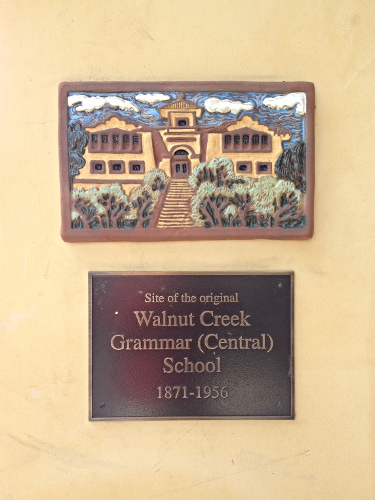 Site of the original
Walnut Creek
Grammar (Central)
School
1871-1956